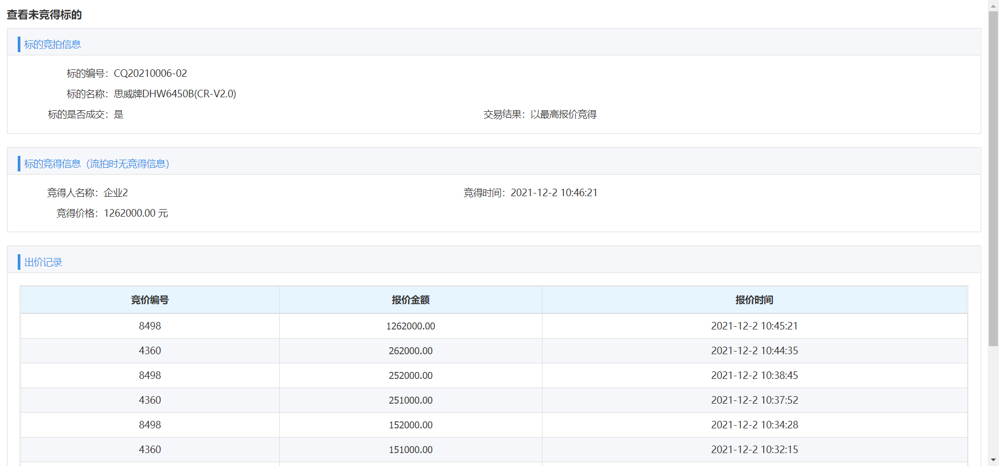 查看未竞得标的
标的竞拍信息
标的编号：CQ20210006-02
标的名称：思威牌DHW6450B(CR-V2.0)
标的是否成交：是 交易结果：以最高报价竞得
标的竞得信息（流拍时无竞得信息）
竞得人名称：企业2 竞得时间：2021-12-2 10:46:21
竞得价格：1262000.00 元
出价记录
竞价编号 报价金额 报价时间
8498 1262000.00 2021-12-2 10:45:21
4360 262000.00 2021-12-2 10:44:35
8498 252000.00 2021-12-2 10:38:45
4360 251000.00 2021-12-2 10:37:52
8498 152000.00 2021-12-2 10:34:28
4360 151000.00 2021-12-2 10:32:15